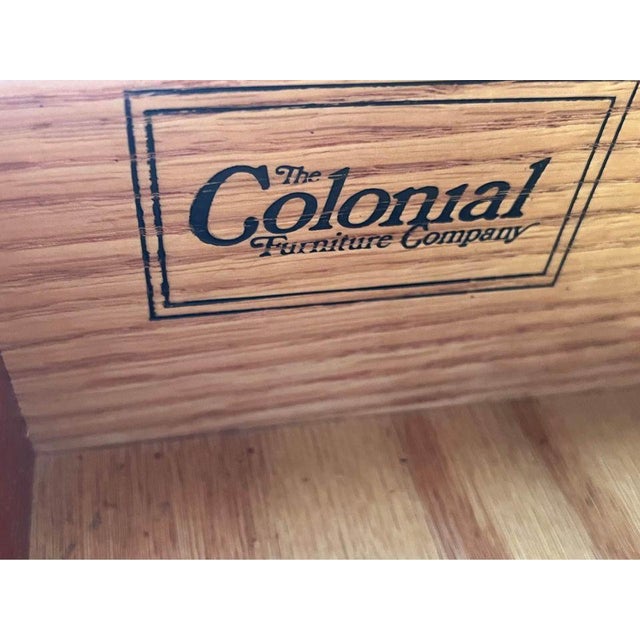 The
Colonial
Furniture Company